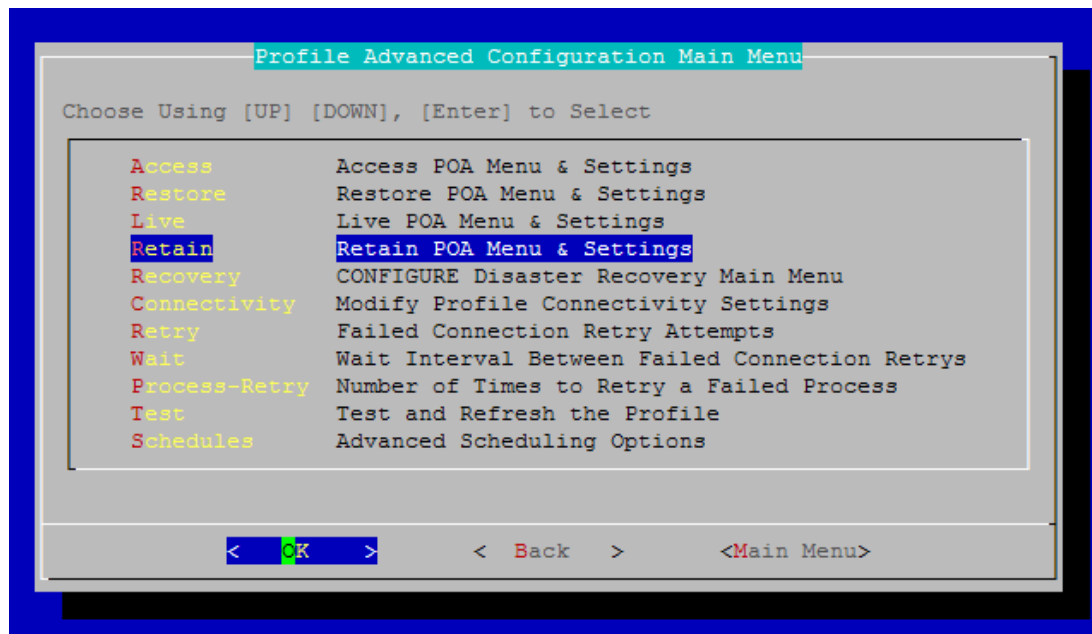 Profile Advanced Configuration Main Menu
Choose Using [UP] [DOWN], [Enter] to Select
Access Access POA Menu & Settings
Restore Restore POA Menu & Settings
Live Live POA Menu & Settings
Retain Retain POA Menu & Settings
Recovery CONFIGURE Disaster Recovery Main Menu
Connectivity Modify Profile Connectivity Settings
Retry Failed Connection Retry Attempts
Wait Wait Interval Between Failed Connection Retrys
Process-Retry Number of Times to Retry a Failed Process
Test Test and Refresh the Profile
Schedules Advanced Scheduling Options
< OK > < Back > <Main Menu>